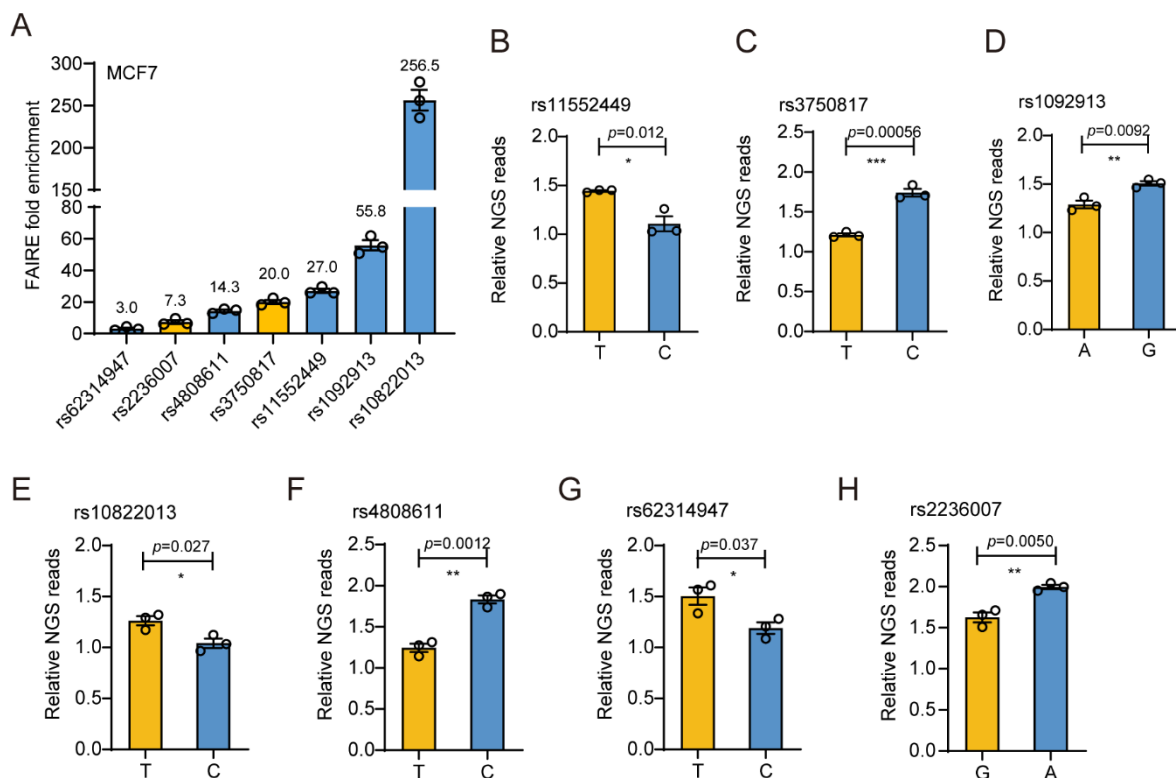 A
MCF7
FAIRE fold enrichment
300
250
200
150
80
60
40
20
0
3.0
7.3
14.3
20.0
27.0
55.8
256.5
rs62314947
rs2236007
rs4808611
rs3750817
rs11552449
rs1092913
rs10822013
B
rs11552449
Relative NGS reads
2.0
1.5
1.0
0.5
0.0
p=0.012
*
T C
C
rs3750817
Relative NGS reads
2.5
2.0
1.5
1.0
0.5
0.0
p=0.00056
***
T C
D
rs1092913
Relative NGS reads
2.0
1.5
1.0
0.5
0.0
p=0.0092
**
A G
E
rs10822013
Relative NGS reads
2.0
1.5
1.0
0.5
0.0
p=0.027
*
T C
F
rs4808611
Relative NGS reads
2.5
2.0
1.5
1.0
0.5
0.0
p=0.0012
**
T C
G
rs62314947
Relative NGS reads
2.0
1.5
1.0
0.5
0.0
p=0.037
*
T C
H
rs2236007
Relative NGS reads
2.5
2.0
1.5
1.0
0.5
0.0
p=0.0050
**
G A